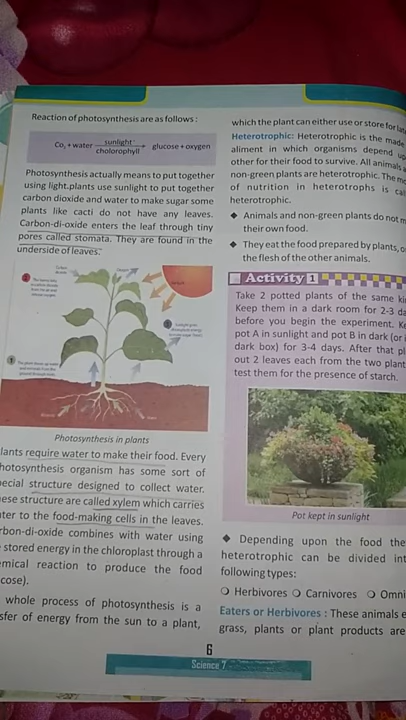 Reaction of photosynthesis are as follows :
Co₂ + water sunlight cholorophyll glucose + oxygen
Photosynthesis actually means to put together
using light.plants use sunlight to put together
carbon dioxide and water to make sugar some
plants like cacti do not have any leaves.
Carbon-di-oxide enters the leaf through tiny
pores called stomata. They are found in the
underside of leaves.
Photosynthesis in plants
lants require water to make their food. Every
hotosynthesis organism has some sort of
ecial structure designed to collect water.
ese structure are called xylem which carries
ter to the food-making cells in the leaves.
rbon-di-oxide combines with water using
stored energy in the chloroplast through a
emical reaction to produce the food
cose).
whole process of photosynthesis is a
sfer of energy from the sun to a plant,
which the plant can either use or store for lat
Heterotrophic: Heterotrophic is the made
aliment in which organisms depend up
other for their food to survive. All animals a
non-green plants are heterotrophic. The m
of nutrition in heterotrophs is cal
heterotrophic.
◆ Animals and non-green plants do not m
their own food.
◆ They eat the food prepared by plants, o
the flesh of the other animals.
Activity 1
Take 2 potted plants of the same ki
Keep them in a dark room for 2-3 da
before you begin the experiment. Ke
pot A in sunlight and pot B in dark (or i
dark box) for 3-4 days. After that pl
out 2 leaves each from the two plant
test them for the presence of starch.
Pot kept in sunlight
◆ Depending upon the food the
heterotrophic can be divided int
following types:
❍ Herbivores ❍ Carnivores ❍ Omni
Eaters or Herbivores : These animals e
grass, plants or plant products are
6
Science 7